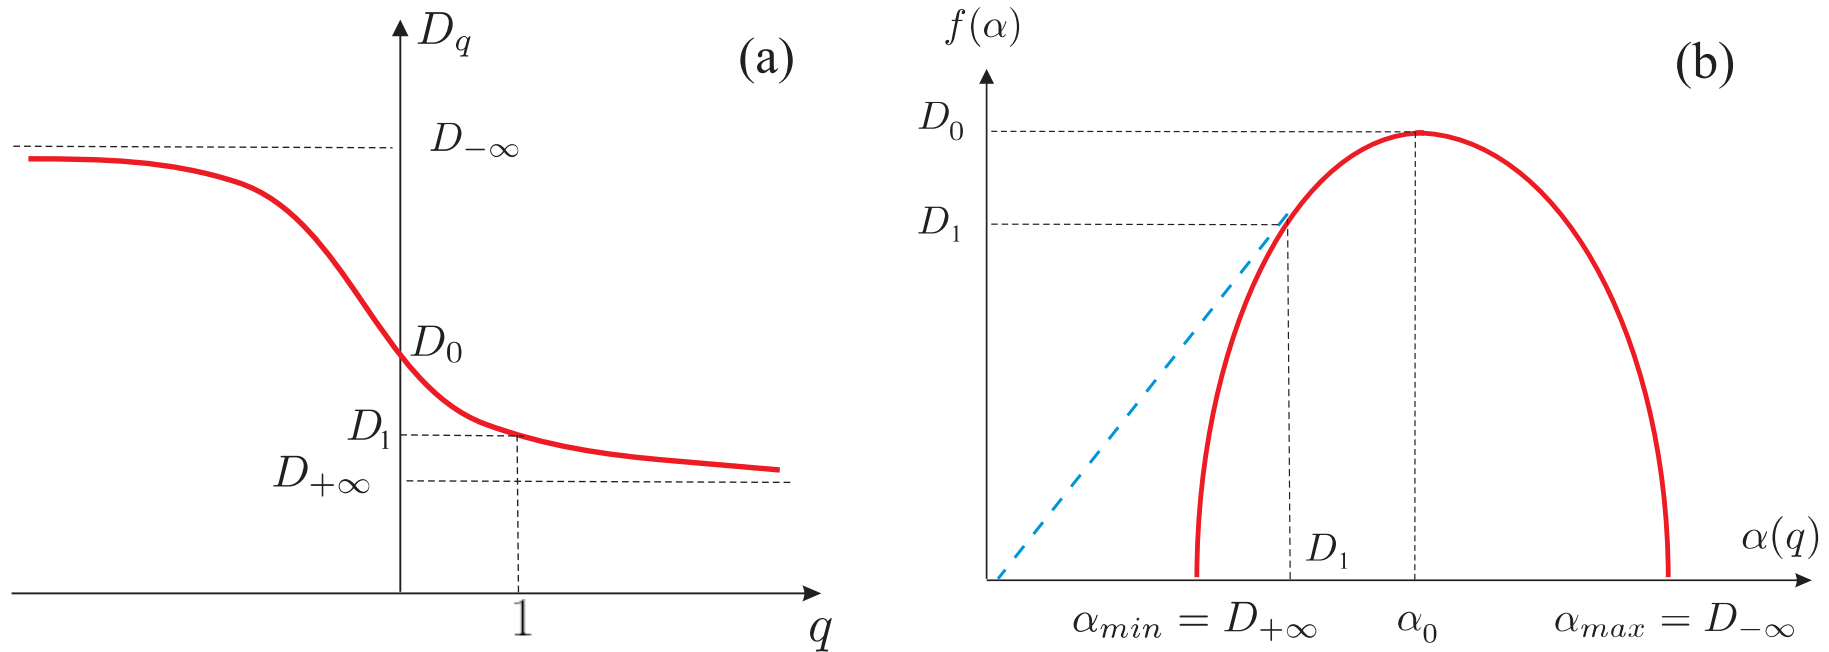 D_q
(a)
D_{-∞}
D_0
D_1
D_{+∞}
1
q
f(α)
(b)
D_0
D_1
D_1
α(q)
α_{min} = D_{+∞}
α_0
α_{max} = D_{-∞}